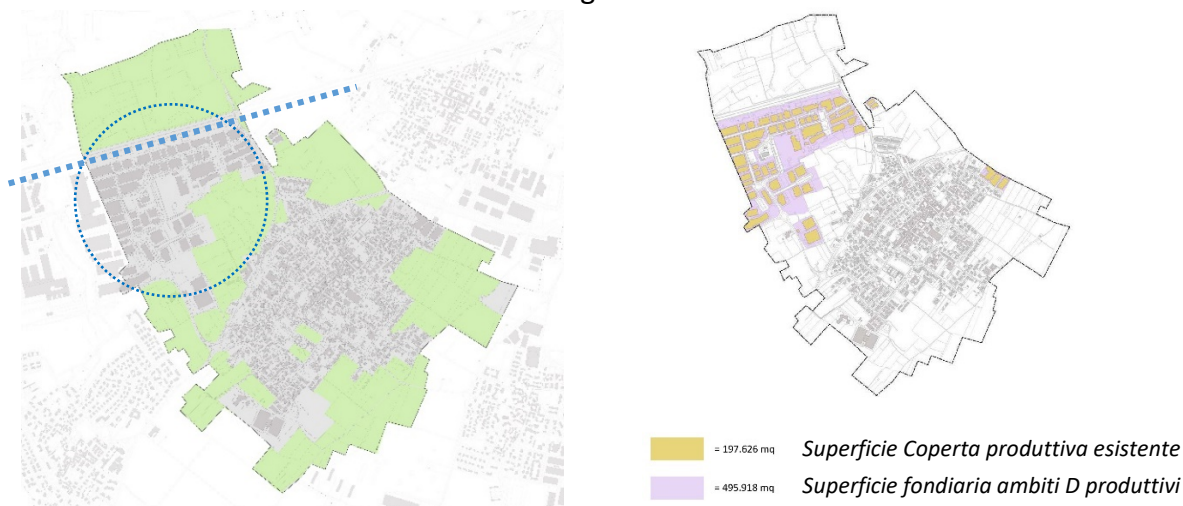 = 197.626 mq Superficie Coperta produttiva esistente
= 495.918 mq Superficie fondiaria ambiti D produttivi